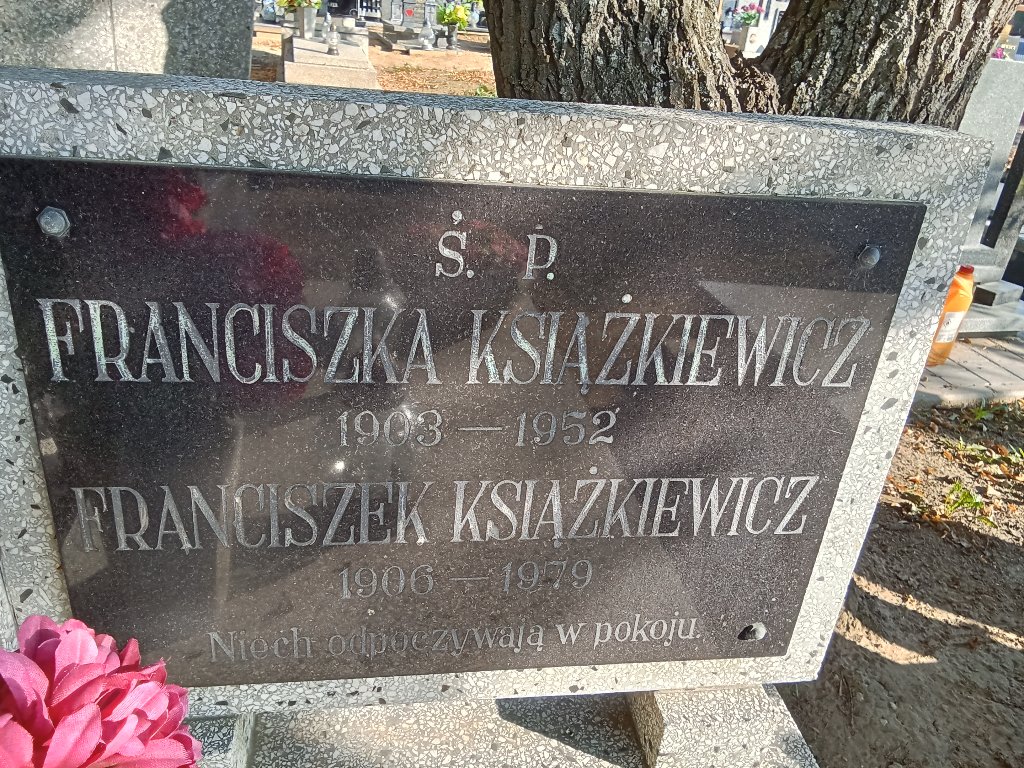 Ś. P.
FRANCISZKA KSIĄŻKIEWICZ
1903 — 1952
FRANCISZEK KSIĄŻKIEWICZ
1906 — 1979
Niech odpoczywają w pokoju.